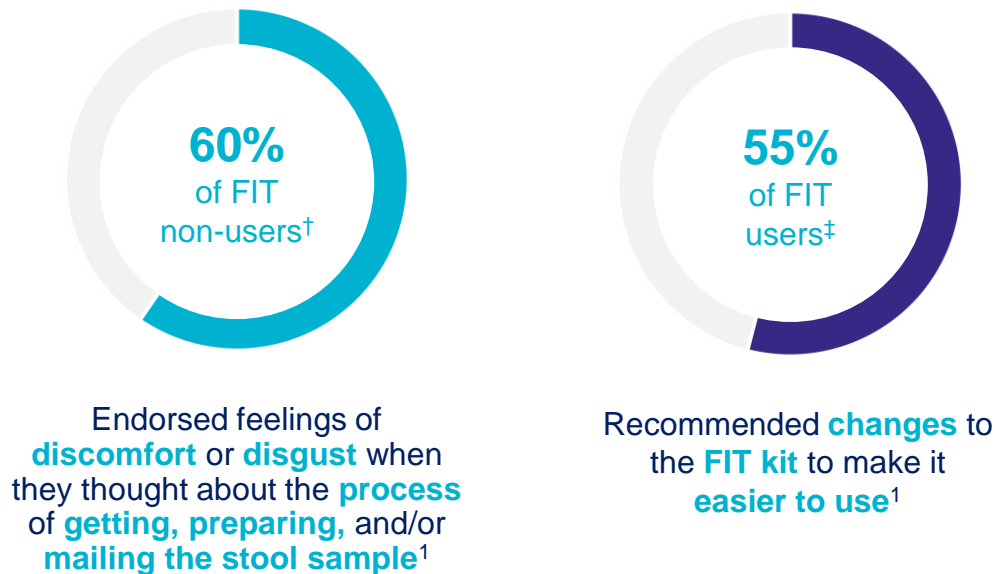 60%
of FIT
non-users†
Endorsed feelings of
discomfort or disgust when
they thought about the process
of getting, preparing, and/or
mailing the stool sample1
55%
of FIT
users‡
Recommended changes to
the FIT kit to make it
easier to use1